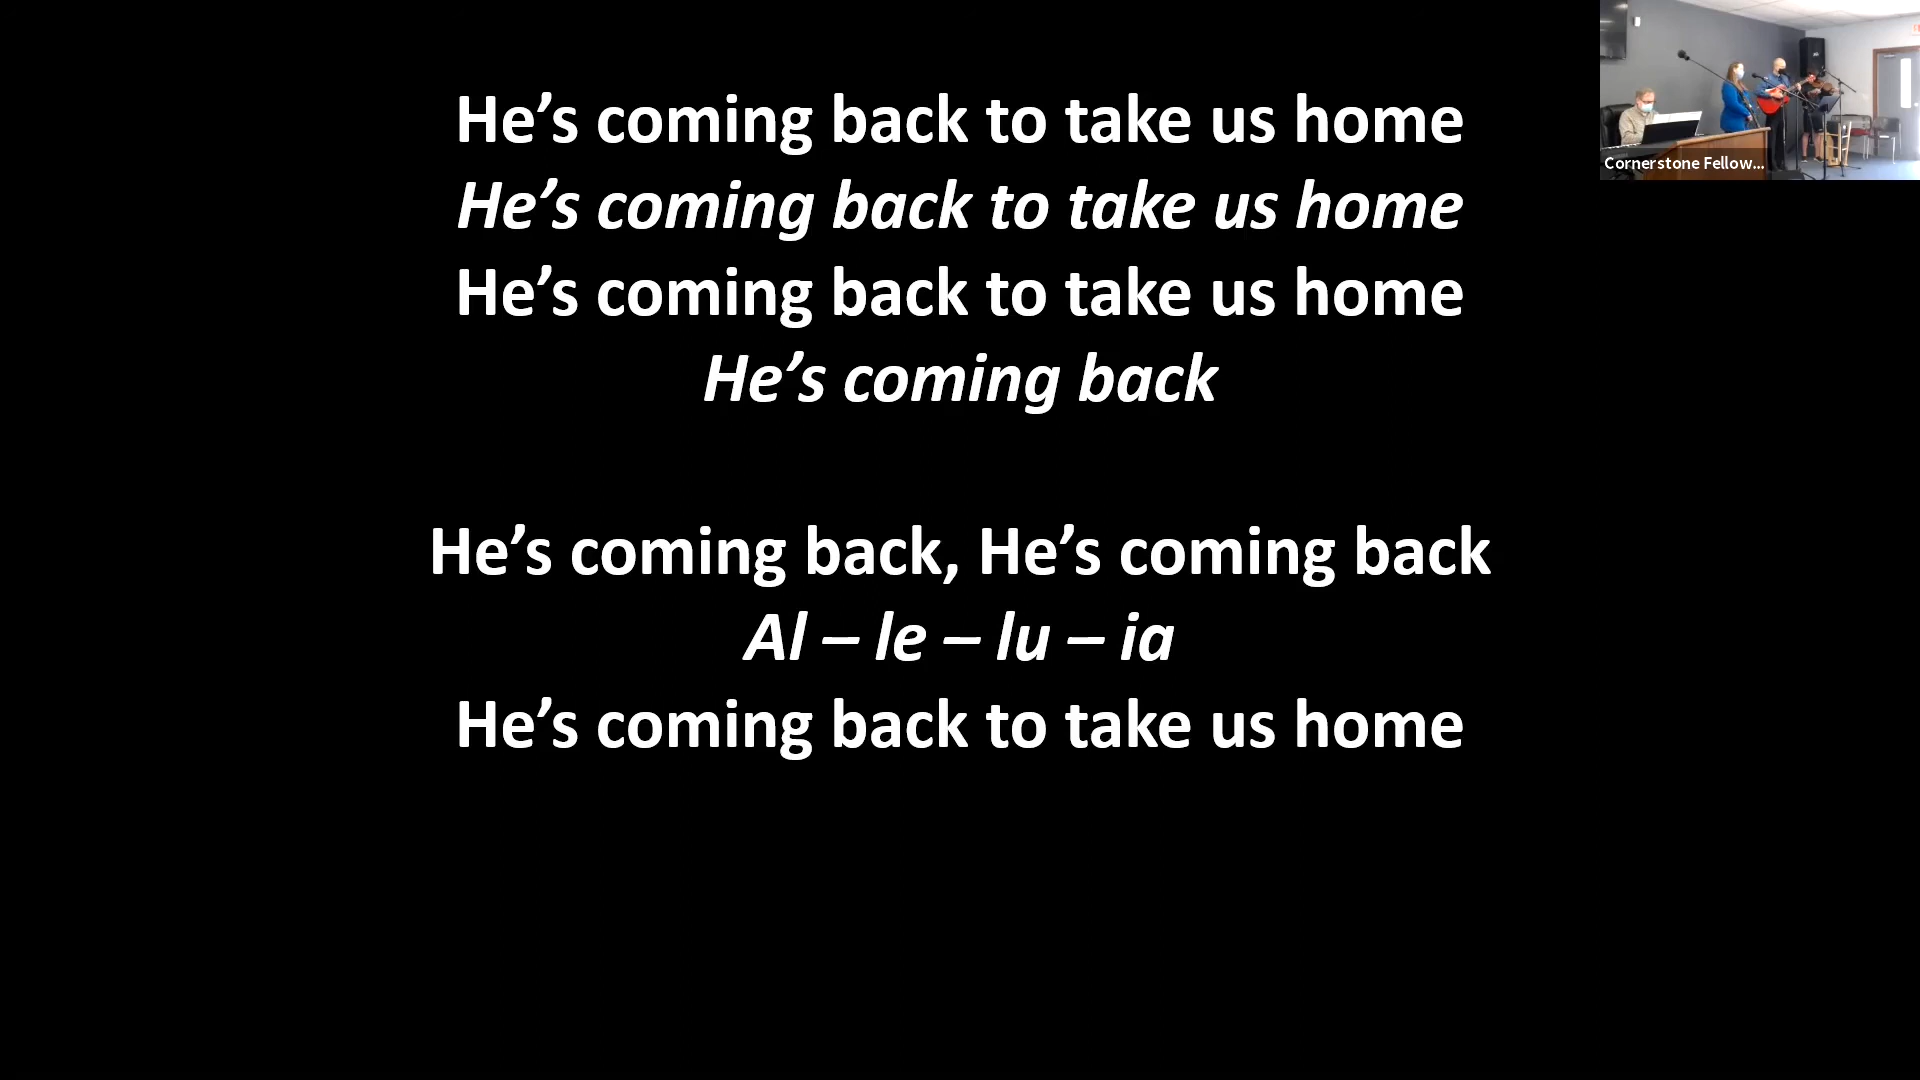 He’s coming back to take us home
He’s coming back to take us home
He’s coming back to take us home
He’s coming back
He’s coming back, He’s coming back
Al – le – lu – ia
He’s coming back to take us home
Cornerstone Fellow...